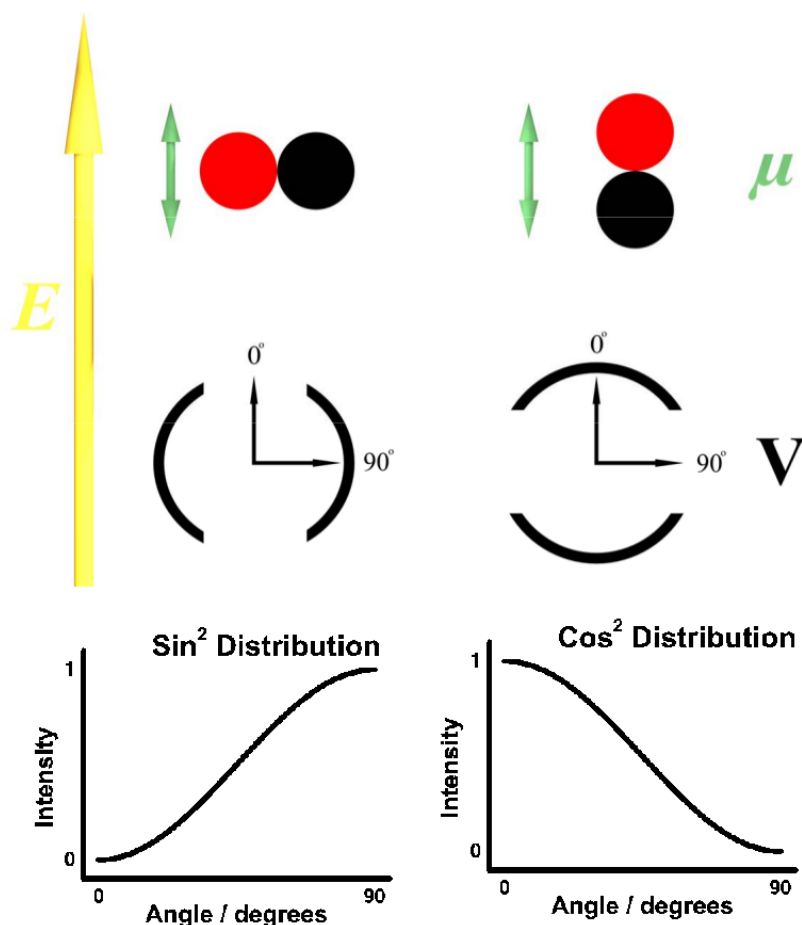 E
μ
0°
90°
0°
90°
V
Sin² Distribution
1
Intensity
0
0
90
Angle / degrees
Cos² Distribution
1
Intensity
0
0
90
Angle / degrees